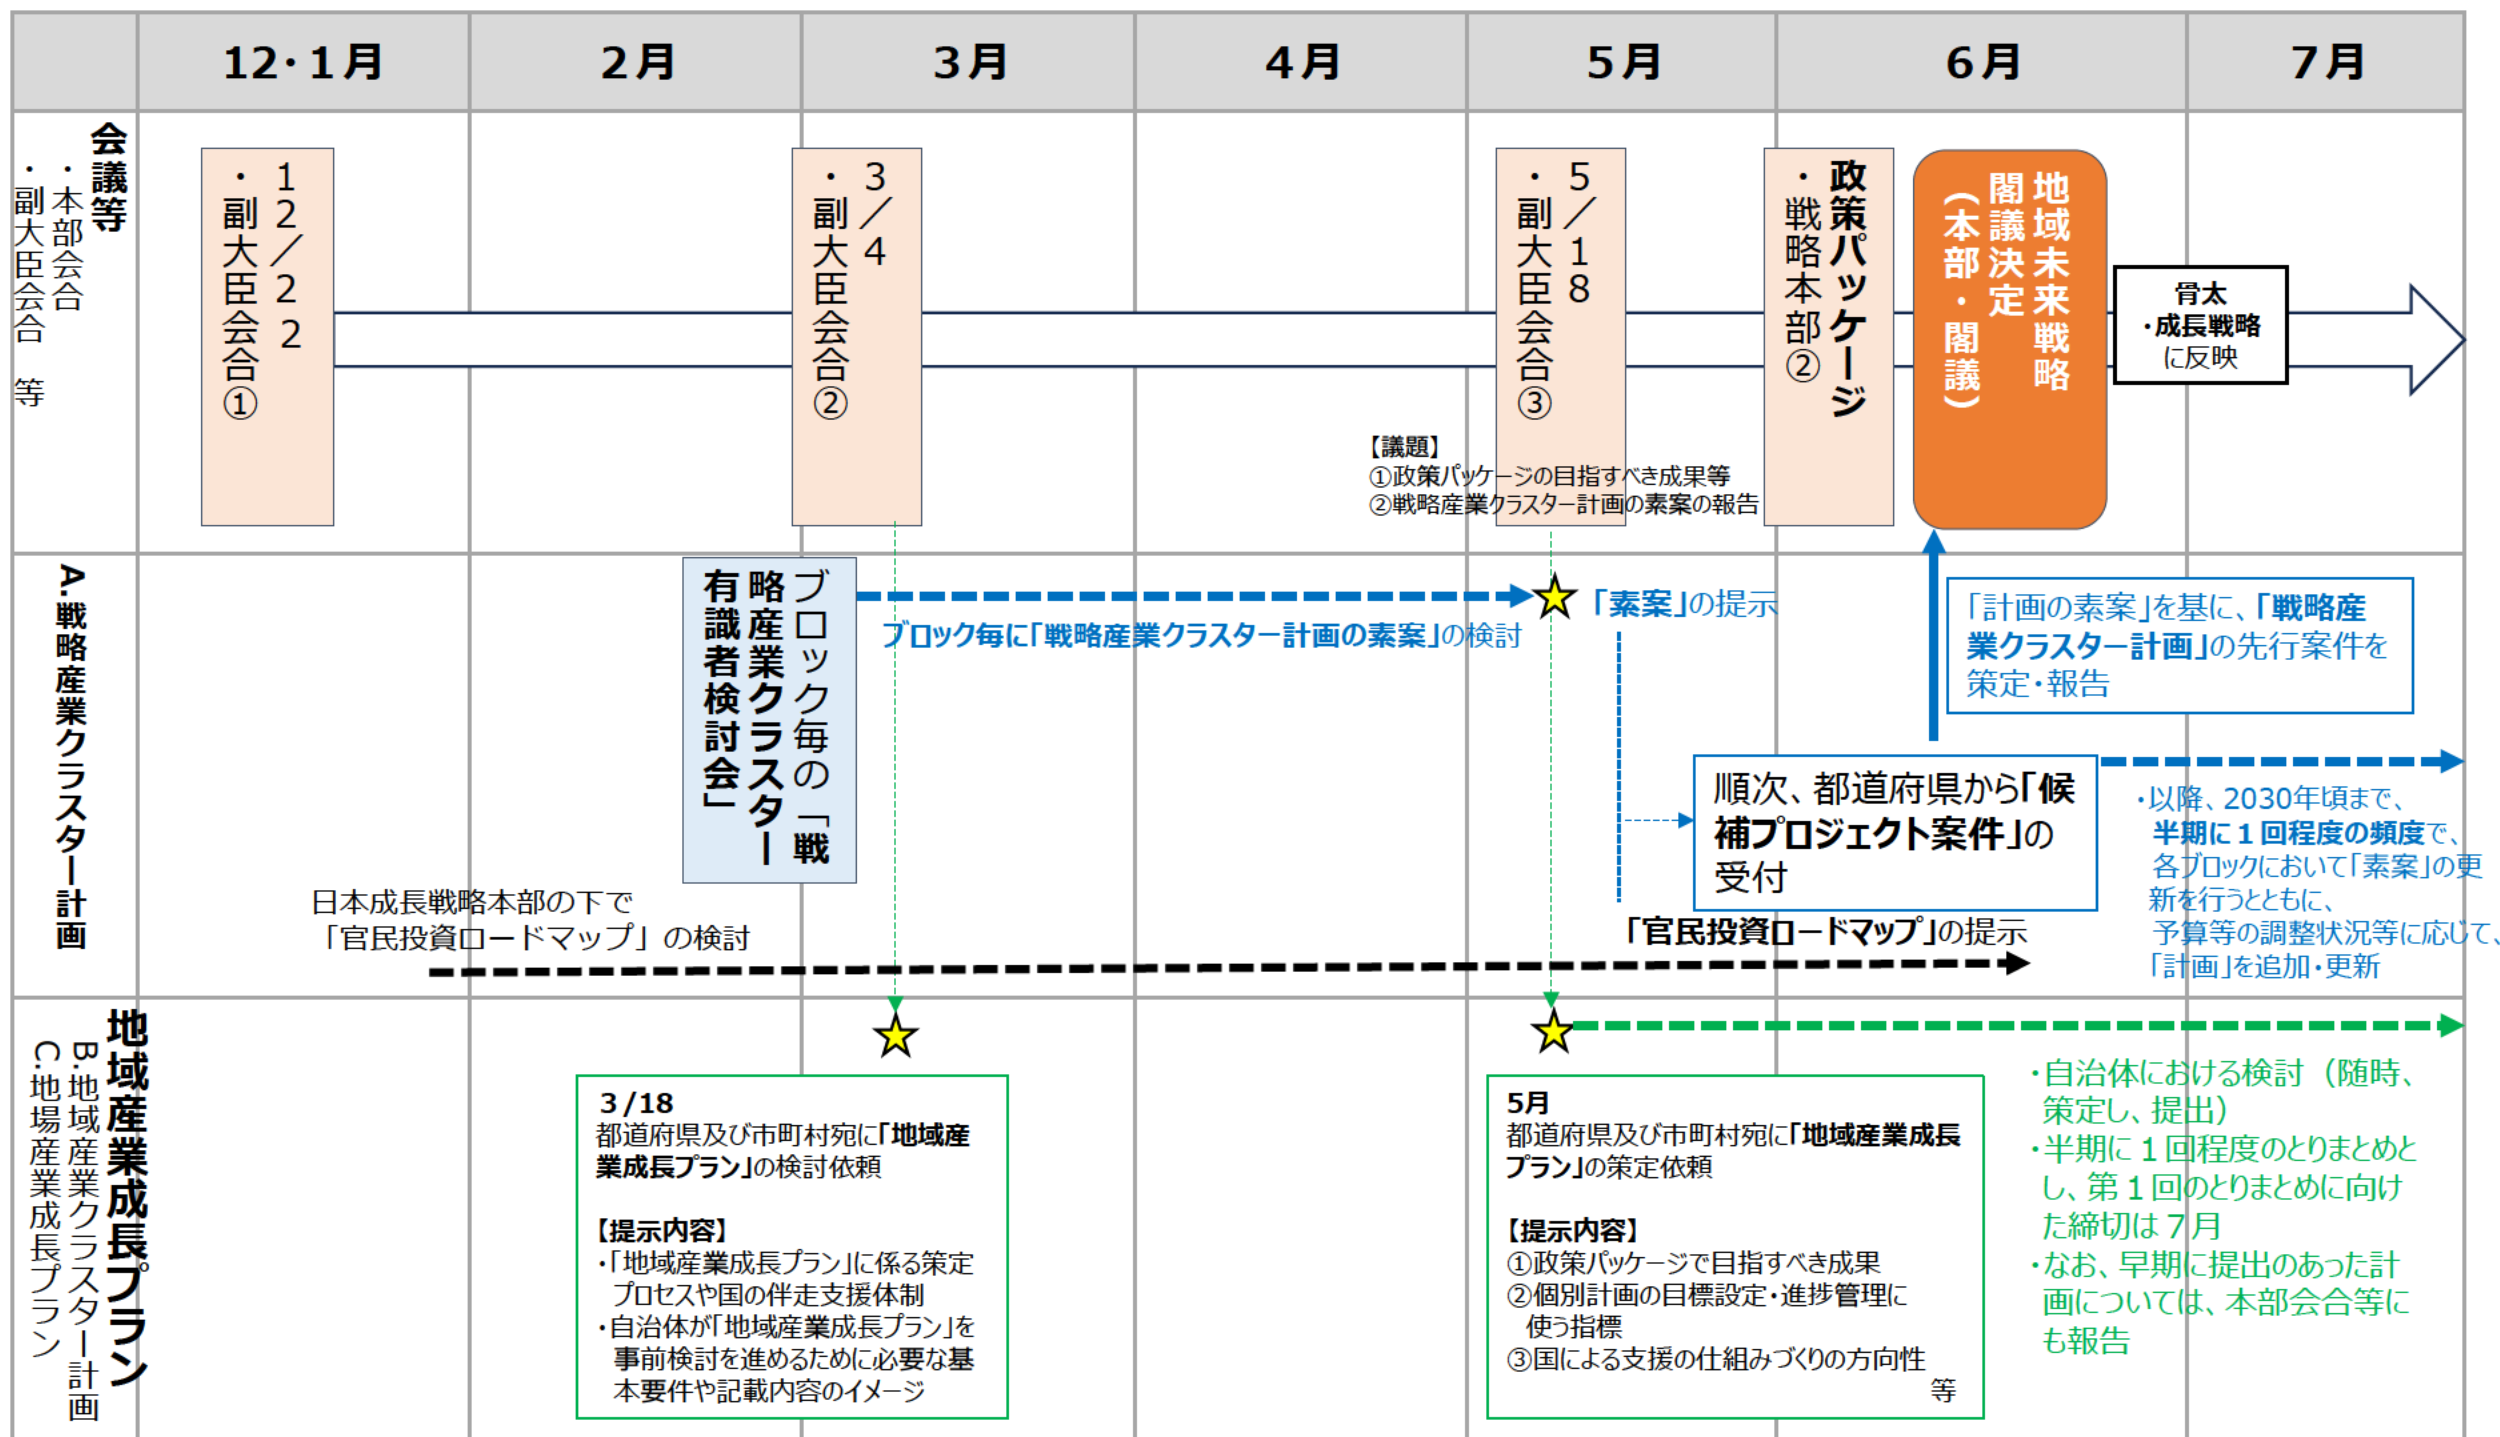 12・1月
2月
3月
4月
5月
6月
7月
会議等
・本部会合
・副大臣会合　等
12/22
・副大臣会合①
3/4
・副大臣会合②
5/18
・副大臣会合③
【議題】
①政策パッケージの目指すべき成果等
②戦略産業クラスター計画の素案の報告
政策パッケージ
・戦略本部②
地域未来戦略
閣議決定
(本部・閣議)
骨太
・成長戦略
に反映
A.戦略産業クラスター計画
ブロック毎の「戦
略産業クラスター
有識者検討会」
ブロック毎に「戦略産業クラスター計画の素案」の検討
「素案」の提示
「計画の素案」を基に、「戦略産
業クラスター計画」の先行案件を
策定・報告
順次、都道府県から「候
補プロジェクト案件」の
受付
・以降、2030年頃まで、
半期に1回程度の頻度で、
各ブロックにおいて「素案」の更
新を行うとともに、
予算等の調整状況等に応じて、
「計画」を追加・更新
日本成長戦略本部の下で
「官民投資ロードマップ」の検討
「官民投資ロードマップ」の提示
地域産業成長プラン
B.地域産業クラスター計画
C.地場産業成長プラン
3/18
都道府県及び市町村宛に「地域産
業成長プラン」の検討依頼
【提示内容】
・「地域産業成長プラン」に係る策定
プロセスや国の伴走支援体制
・自治体が「地域産業成長プラン」を
事前検討を進めるために必要な基
本要件や記載内容のイメージ
5月
都道府県及び市町村宛に「地域産業成長
プラン」の策定依頼
【提示内容】
①政策パッケージで目指すべき成果
②個別計画の目標設定・進捗管理に
使う指標
③国による支援の仕組みづくりの方向性
等
・自治体における検討（随時、
策定し、提出）
・半期に1回程度のとりまとめと
し、第1回のとりまとめに向け
た締切は7月
・なお、早期に提出のあった計
画については、本部会合等に
も報告